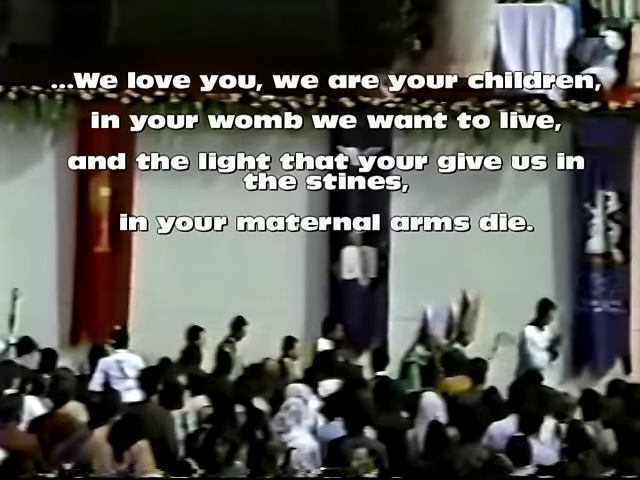 ...We love you, we are your children,
in your womb we want to live,
and the light that your give us in
the stines,
in your maternal arms die.